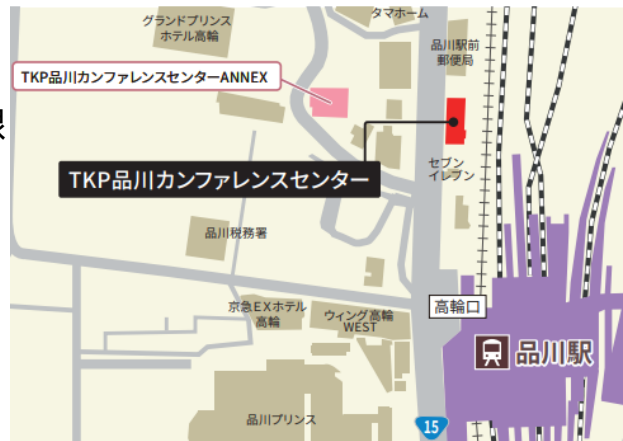 グランドプリンス
ホテル高輪
タマホーム
品川駅前
郵便局
TKP品川カンファレンスセンターANNEX
TKP品川カンファレンスセンター
セブン
イレブン
品川税務署
京急EXホテル
高輪
ウィング高輪
WEST
高輪口
品川駅
品川プリンス
15